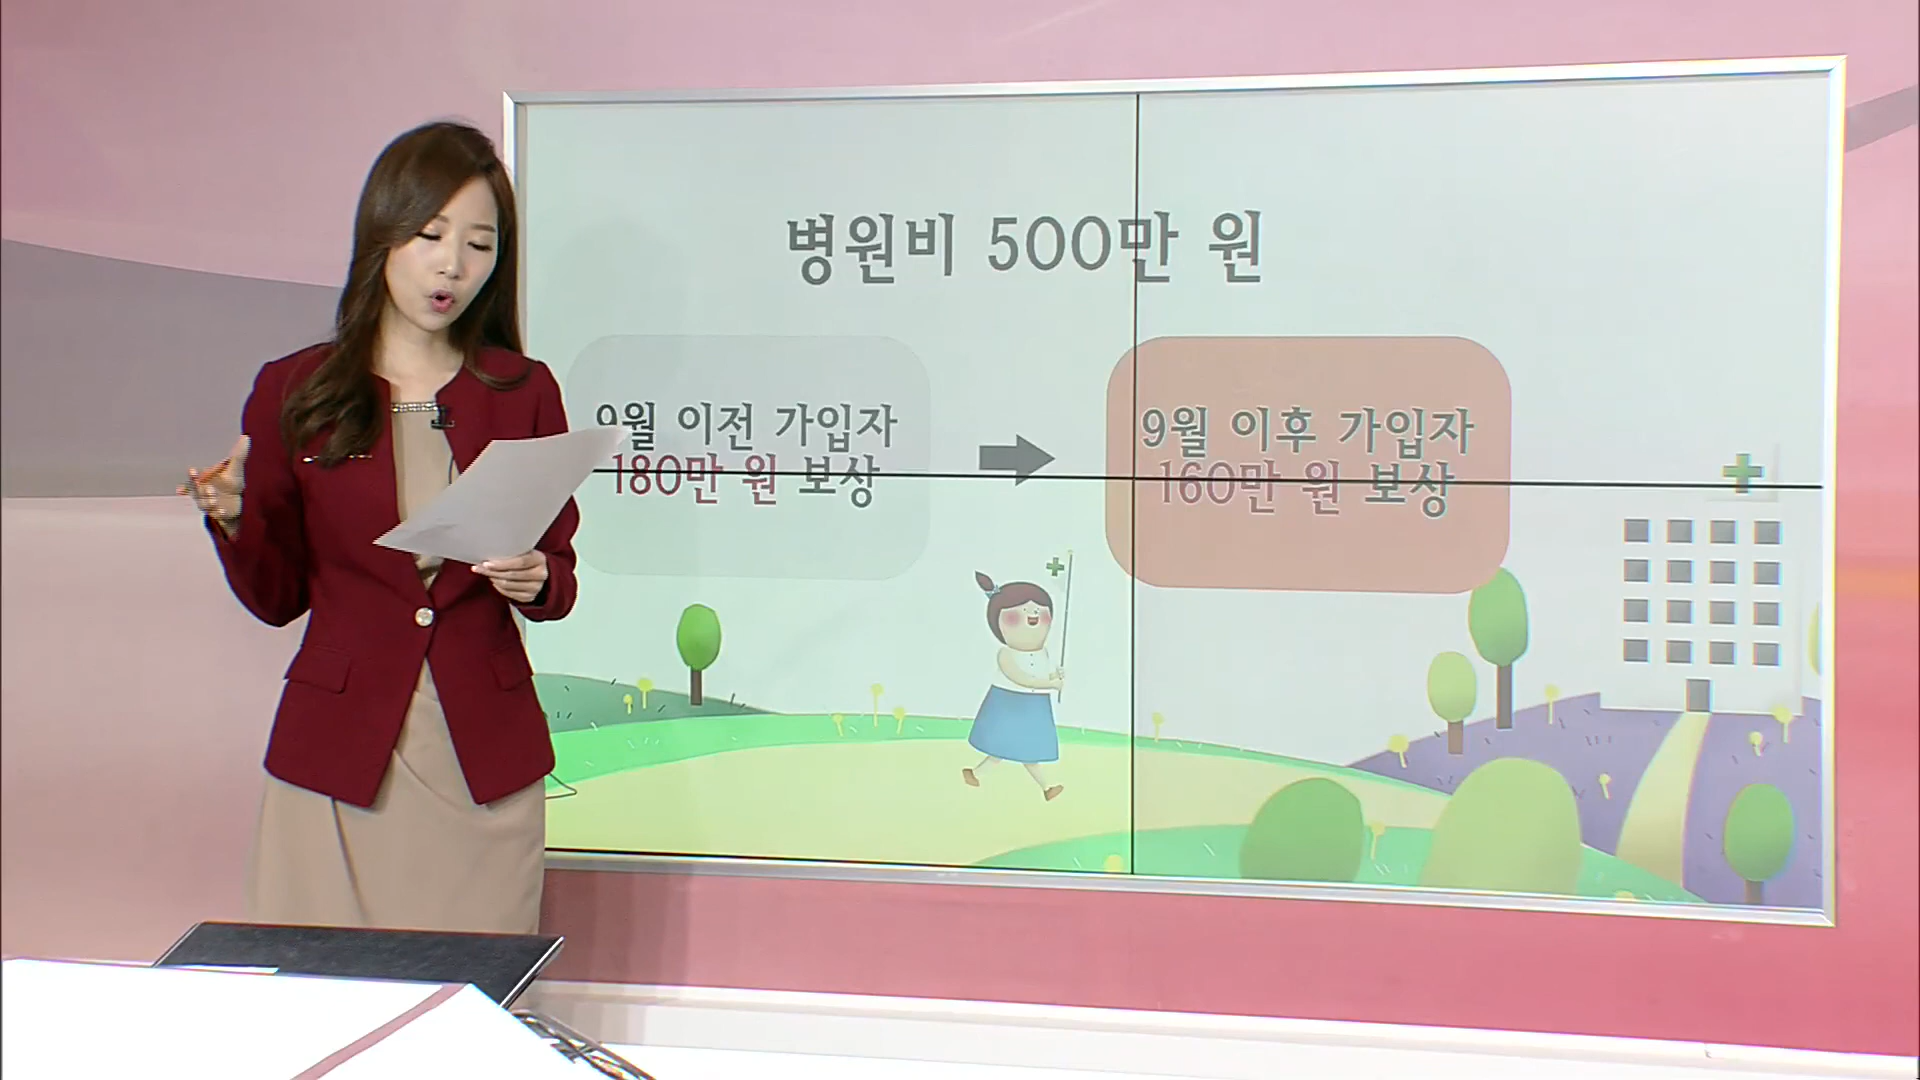 병원비 500만 원
9월 이전 가입자
180만 원 보상
9월 이후 가입자
160만 원 보상